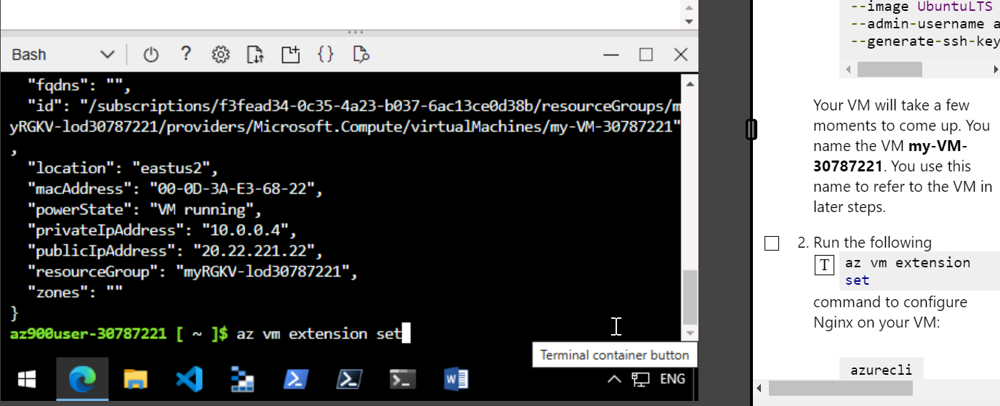 Bash
"fqdns": "",
"id": "/subscriptions/f3fead34-0c35-4a23-b037-6ac13ce0d38b/resourceGroups/m
yRGKV-lod30787221/providers/Microsoft.Compute/virtualMachines/my-VM-30787221"
,
"location": "eastus2",
"macAddress": "00-0D-3A-E3-68-22",
"powerState": "VM running",
"privateIpAddress": "10.0.0.4",
"publicIpAddress": "20.22.221.22",
"resourceGroup": "myRGKV-lod30787221",
"zones": ""
}
az900user-30787221 [ ~ ]$ az vm extension set
Terminal container button
ENG
--image UbuntuLTS
--admin-username a
--generate-ssh-key
Your VM will take a few
moments to come up. You
name the VM my-VM-
30787221. You use this
name to refer to the VM in
later steps.
2. Run the following
T az vm extension
set
command to configure
Nginx on your VM:
azurecli